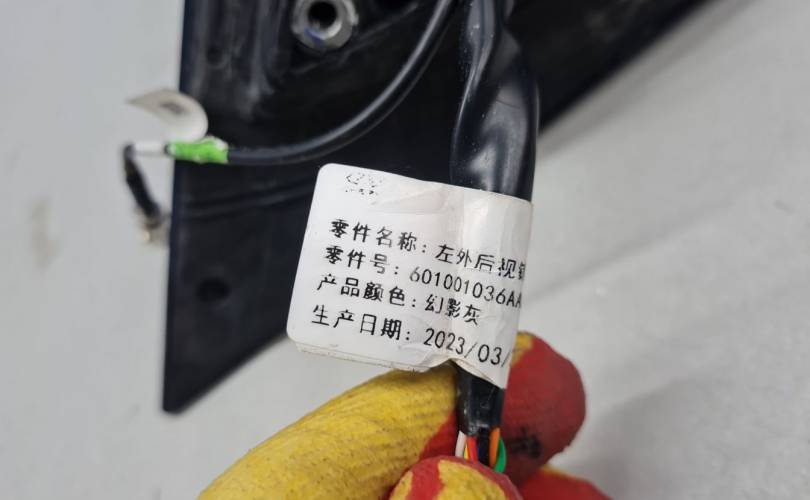 零件名称：左外后视
零件号：601001036AA
产品颜色：幻影灰
生产日期：2023/03/